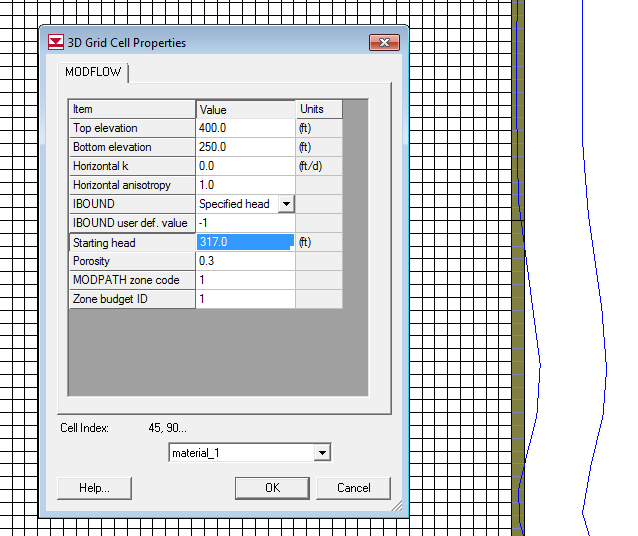 3D Grid Cell Properties
MODFLOW
Item Value Units
Top elevation 400.0 (ft)
Bottom elevation 250.0 (ft)
Horizontal k 0.0 (ft/d)
Horizontal anisotropy 1.0
IBOUND Specified head
IBOUND user def. value -1
Starting head 317.0 (ft)
Porosity 0.3
MODPATH zone code 1
Zone budget ID 1
Cell Index: 45, 90...
material_1
Help... OK Cancel